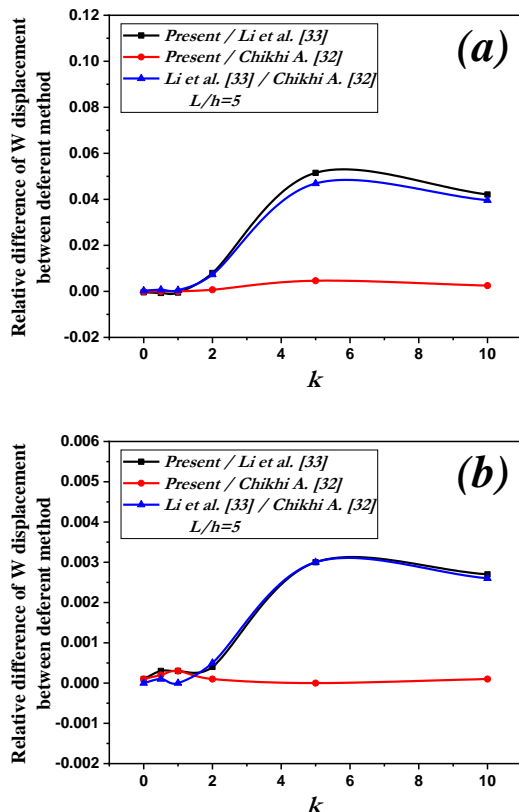 (a)
Present / Li et al. [33]
Present / Chikhi A. [32]
Li et al. [33] / Chikhi A. [32]
L/h=5
Relative difference of W displacement
between deferent method
0.12
0.10
0.08
0.06
0.04
0.02
0.00
-0.02
0 2 4 6 8 10
k
(b)
Present / Li et al. [33]
Present / Chikhi A. [32]
Li et al. [33] / Chikhi A. [32]
L/h=5
Relative difference of W displacement
between deferent method
0.006
0.005
0.004
0.003
0.002
0.001
0.000
-0.001
-0.002
0 2 4 6 8 10
k